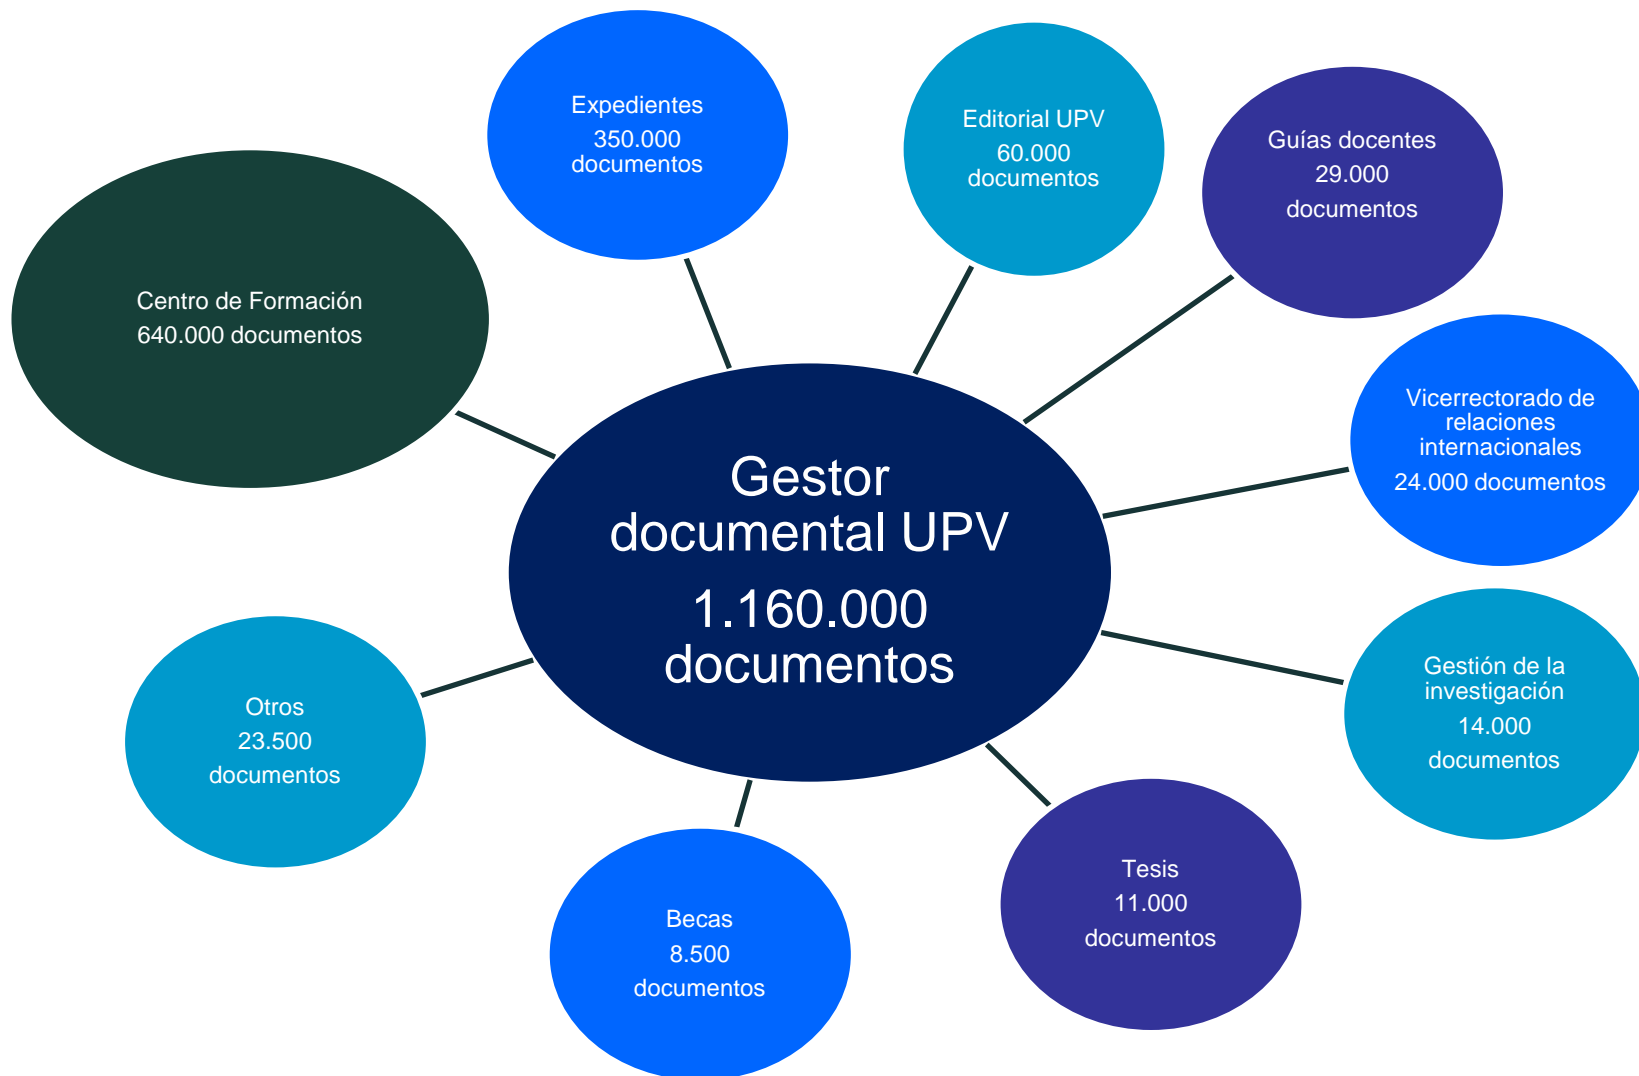 Expedientes
350.000
documentos
Editorial UPV
60.000
documentos
Guías docentes
29.000
documentos
Centro de Formación
640.000 documentos
Vicerrectorado de
relaciones
internacionales
24.000 documentos
Gestor
documental UPV
1.160.000
documentos
Gestión de la
investigación
14.000
documentos
Otros
23.500
documentos
Tesis
11.000
documentos
Becas
8.500
documentos